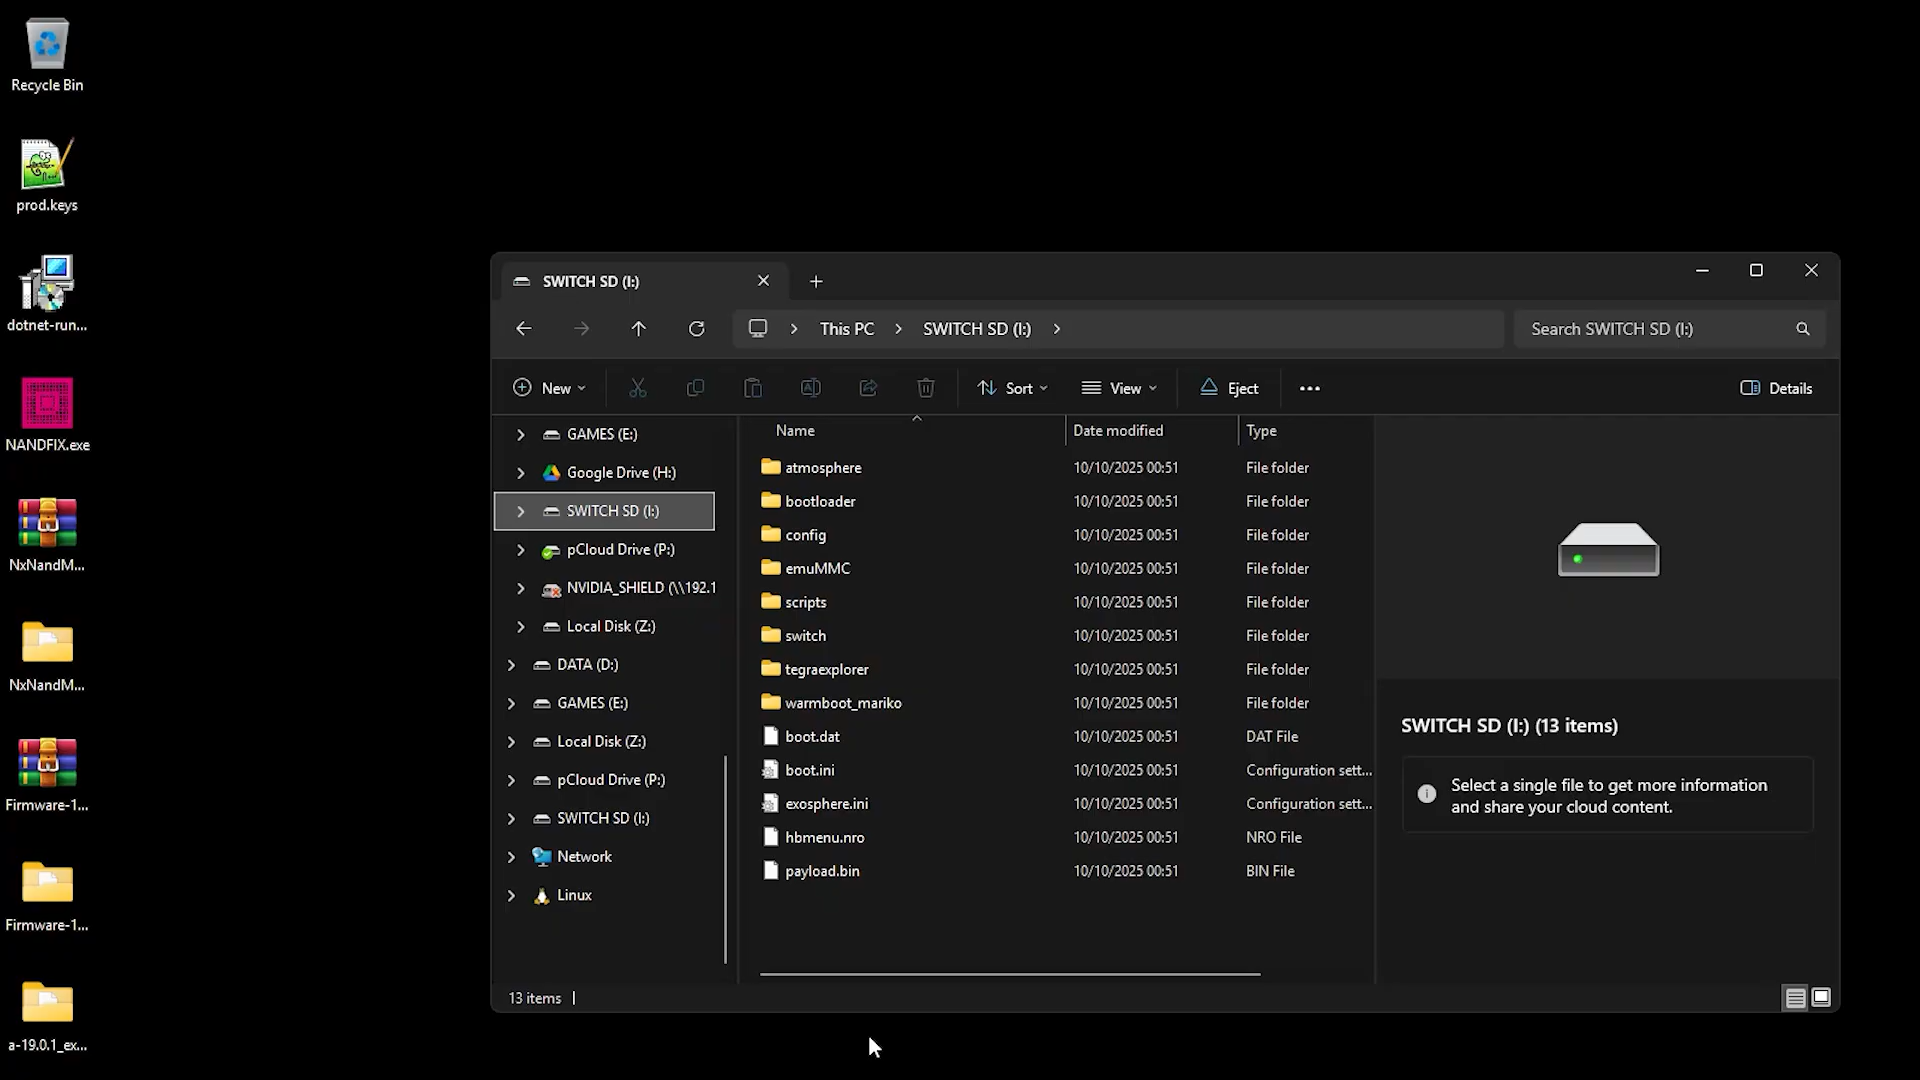 Recycle Bin
prod.keys
dotnet-run...
NANDFIX.exe
NxNandM...
NxNandM...
Firmware-1...
Firmware-1...
a-19.0.1_ex...
SWITCH SD (I:)
This PC
SWITCH SD (I:)
Search SWITCH SD (I:)
New
Sort
View
Eject
Details
GAMES (E:)
Google Drive (H:)
SWITCH SD (I:)
pCloud Drive (P:)
NVIDIA_SHIELD (\\192.1
Local Disk (Z:)
DATA (D:)
GAMES (E:)
Local Disk (Z:)
pCloud Drive (P:)
SWITCH SD (I:)
Network
Linux
Name Date modified Type
atmosphere 10/10/2025 00:51 File folder
bootloader 10/10/2025 00:51 File folder
config 10/10/2025 00:51 File folder
emuMMC 10/10/2025 00:51 File folder
scripts 10/10/2025 00:51 File folder
switch 10/10/2025 00:51 File folder
tegraexplorer 10/10/2025 00:51 File folder
warmboot_mariko 10/10/2025 00:51 File folder
boot.dat 10/10/2025 00:51 DAT File
boot.ini 10/10/2025 00:51 Configuration sett...
exosphere.ini 10/10/2025 00:51 Configuration sett...
hbmenu.nro 10/10/2025 00:51 NRO File
payload.bin 10/10/2025 00:51 BIN File
SWITCH SD (I:) (13 items)
Select a single file to get more information
and share your cloud content.
13 items